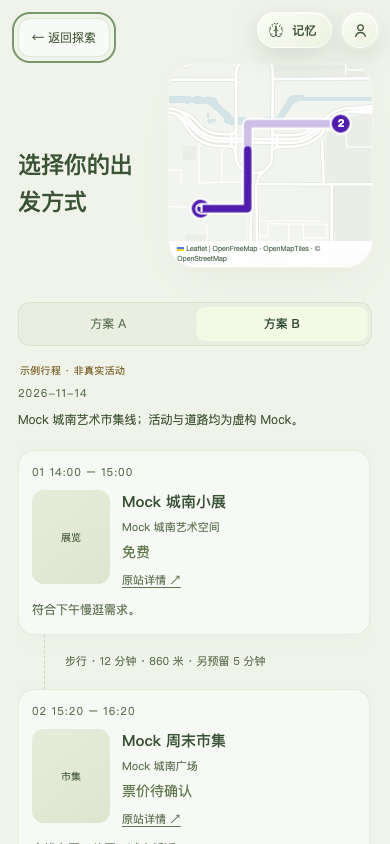 ← 返回探索
记忆
选择你的出
发方式
2
Leaflet | OpenFreeMap · OpenMapTiles · ©
OpenStreetMap
方案 A
方案 B
示例行程 · 非真实活动
2026-11-14
Mock 城南艺术市集线；活动与道路均为虚构 Mock。
01 14:00 — 15:00
展览
Mock 城南小展
Mock 城南艺术空间
免费
原站详情 ↗
符合下午慢逛需求。
步行 · 12 分钟 · 860 米 · 另预留 5 分钟
02 15:20 — 16:20
市集
Mock 周末市集
Mock 城南广场
票价待确认
原站详情 ↗